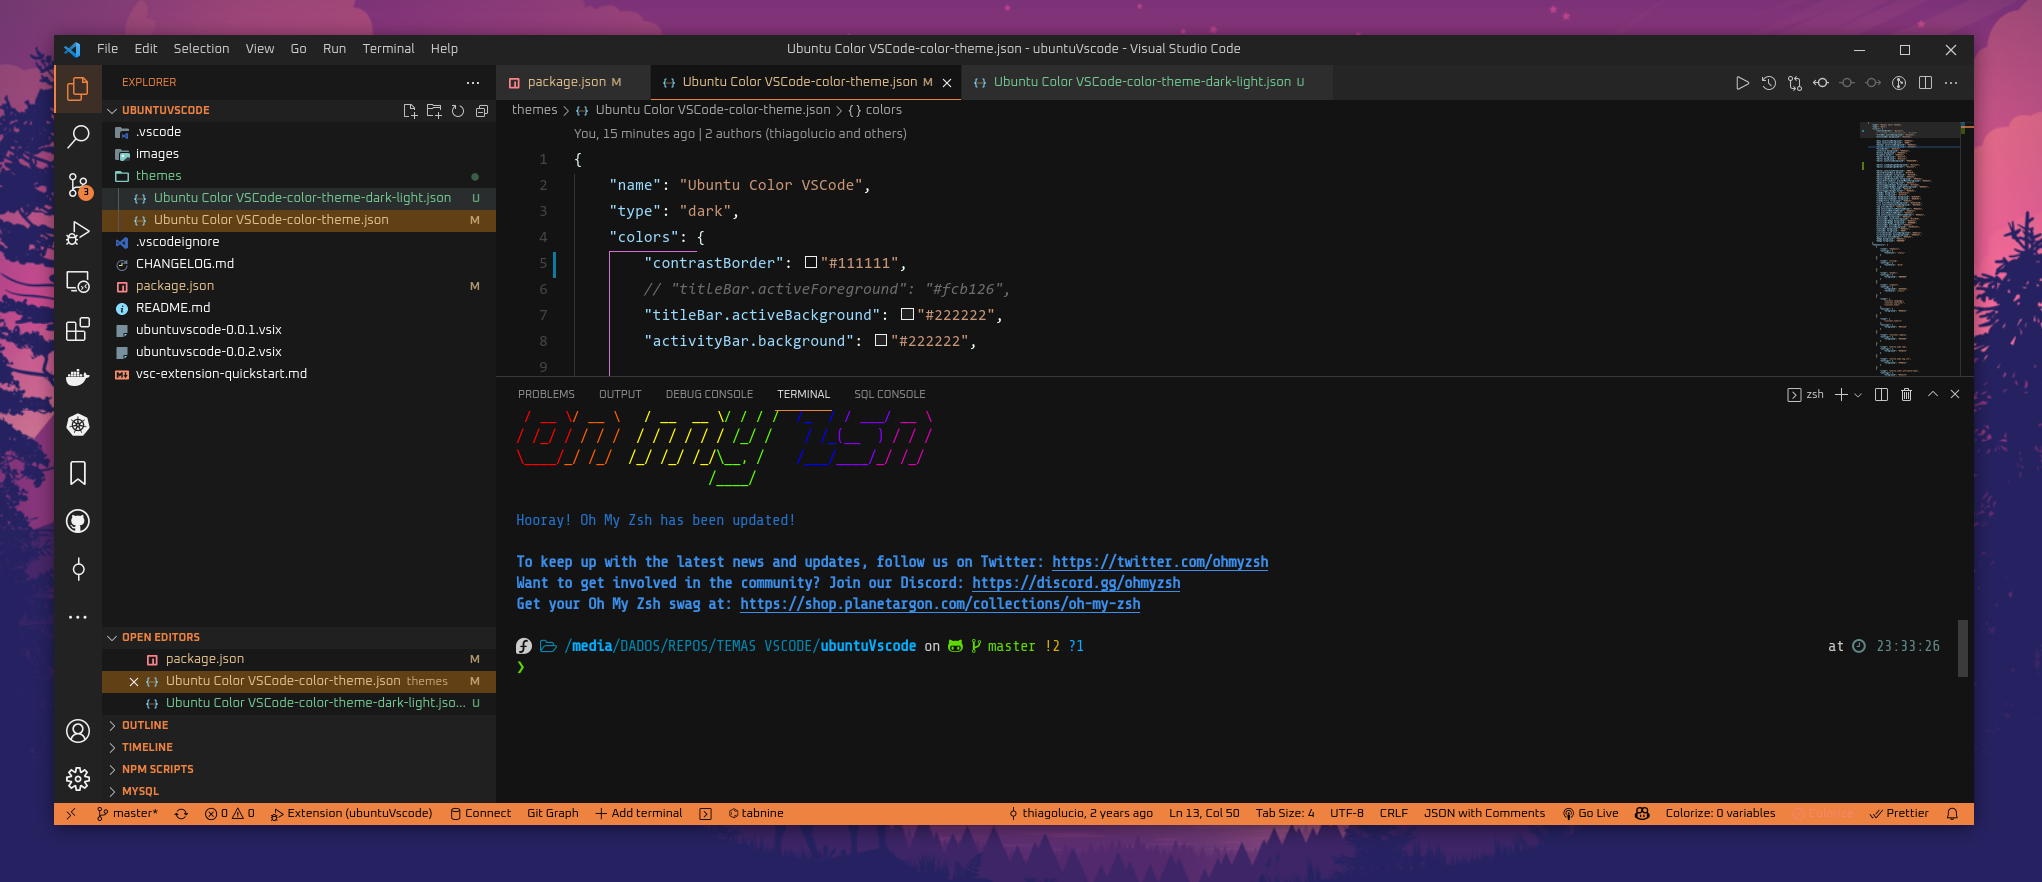 File Edit Selection View Go Run Terminal Help
Ubuntu Color VSCode-color-theme.json - ubuntuVscode - Visual Studio Code
EXPLORER
UBUNTUVSCODE
.vscode
images
themes
Ubuntu Color VSCode-color-theme-dark-light.json U
Ubuntu Color VSCode-color-theme.json M
.vscodeignore
CHANGELOG.md
package.json M
README.md
ubuntuvscode-0.0.1.vsix
ubuntuvscode-0.0.2.vsix
vsc-extension-quickstart.md
3
OPEN EDITORS
package.json M
Ubuntu Color VSCode-color-theme.json themes M
Ubuntu Color VSCode-color-theme-dark-light.jso... U
OUTLINE
TIMELINE
NPM SCRIPTS
MYSQL
package.json M Ubuntu Color VSCode-color-theme.json M Ubuntu Color VSCode-color-theme-dark-light.json U
themes > Ubuntu Color VSCode-color-theme.json > {} colors
You, 15 minutes ago | 2 authors (thiagolucio and others)
1 {
2 "name": "Ubuntu Color VSCode",
3 "type": "dark",
4 "colors": {
5 "contrastBorder": "#111111",
6 // "titleBar.activeForeground": "#fcb126",
7 "titleBar.activeBackground": "#222222",
8 "activityBar.background": "#222222",
9
PROBLEMS OUTPUT DEBUG CONSOLE TERMINAL SQL CONSOLE
zsh
Hooray! Oh My Zsh has been updated!
To keep up with the latest news and updates, follow us on Twitter: https://twitter.com/ohmyzsh
Want to get involved in the community? Join our Discord: https://discord.gg/ohmyzsh
Get your Oh My Zsh swag at: https://shop.planetargon.com/collections/oh-my-zsh
/media/DADOS/REPOS/TEMAS VSCODE/ubuntuVscode on master !2 ?1 at 23:33:26
❯
master* 0 0 Extension (ubuntuVscode) Connect Git Graph Add terminal tabnine thiagolucio, 2 years ago Ln 13, Col 50 Tab Size: 4 UTF-8 CRLF JSON with Comments Go Live Colorize: 0 variables Colorize Prettier